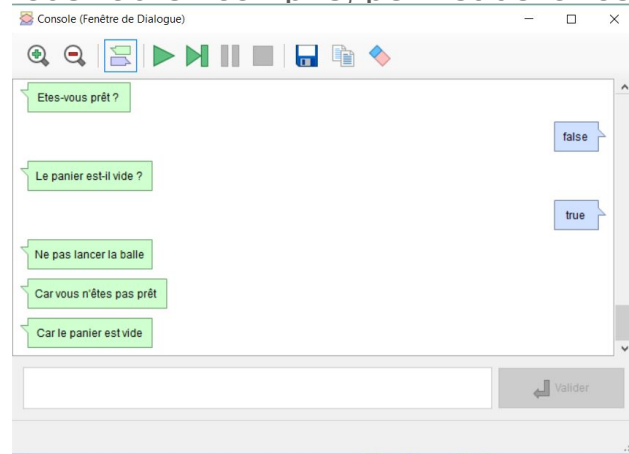 Console (Fenêtre de Dialogue)
Etes-vous prêt ?
false
Le panier est-il vide ?
true
Ne pas lancer la balle
Car vous n'êtes pas prêt
Car le panier est vide
Valider